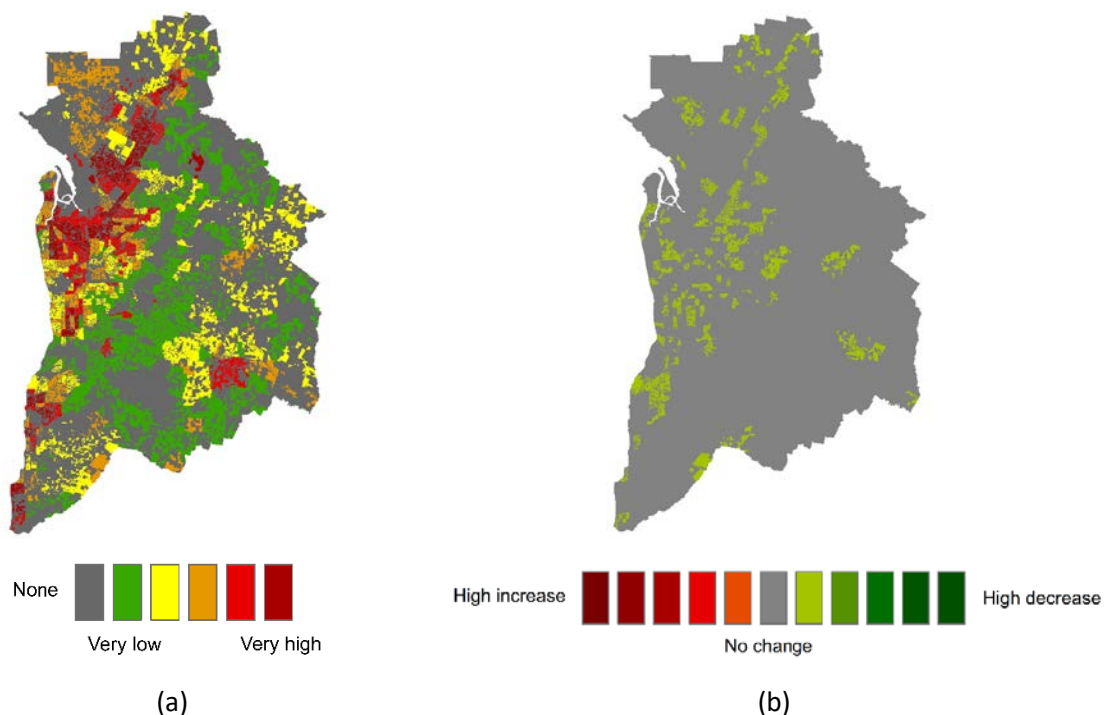 None
Very low
Very high
High increase
High decrease
No change
(a)
(b)